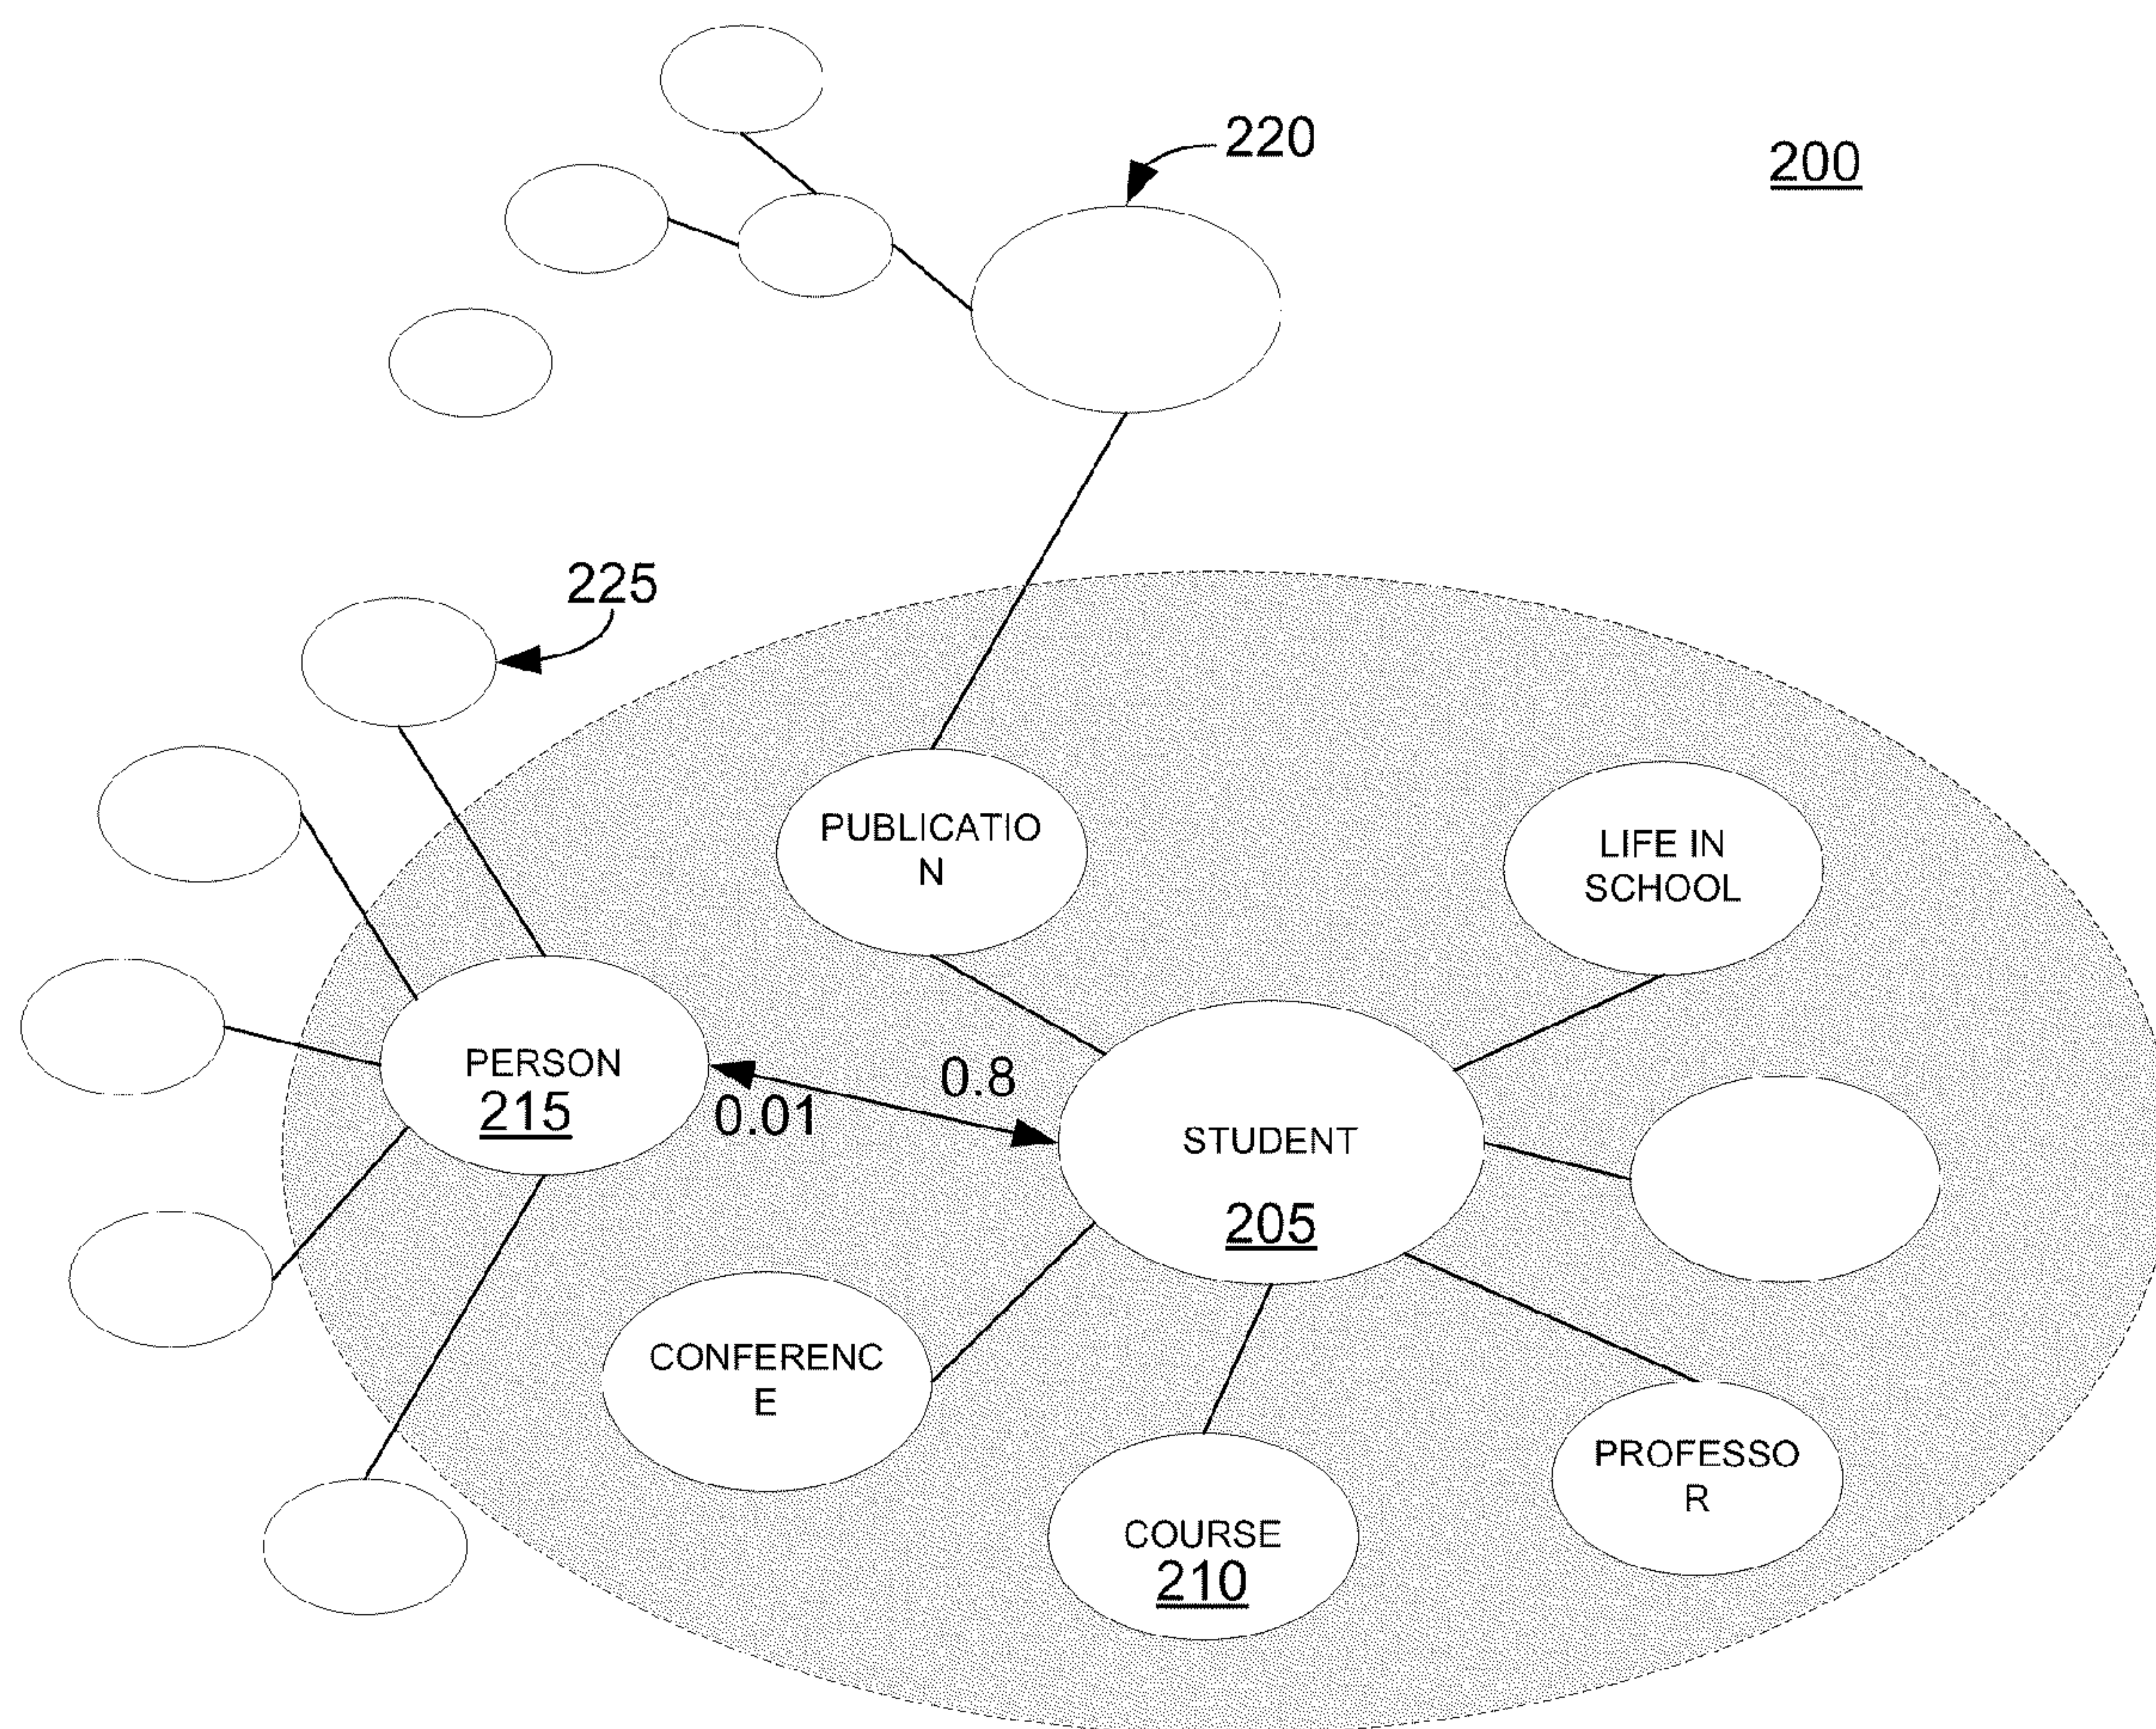 220
200
225
PUBLICATIO
N
LIFE IN
SCHOOL
PERSON
215
0.8
0.01
STUDENT
205
CONFERENC
E
PROFESSO
R
COURSE
210